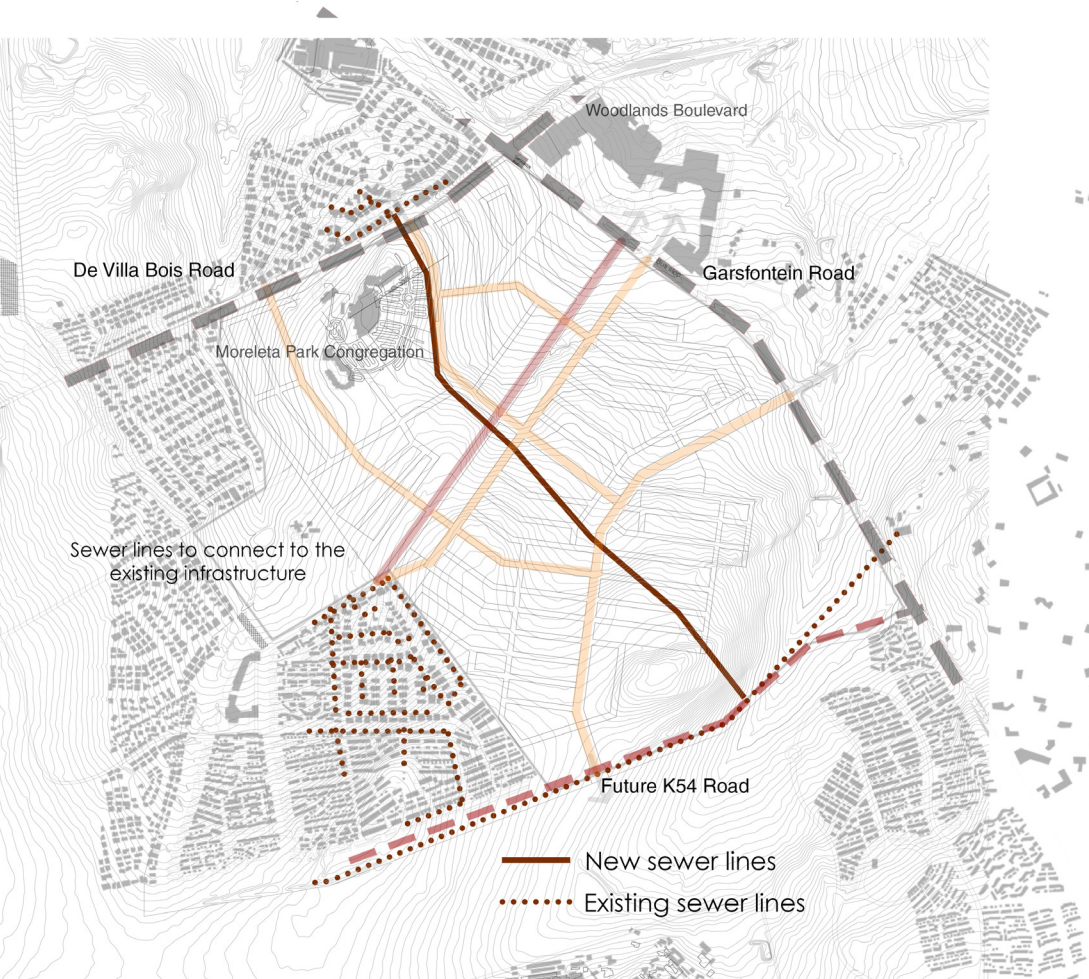 Woodlands Boulevard
De Villa Bois Road
Garsfontein Road
Moreleta Park Congregation
Sewer lines to connect to the
existing infrastructure
Future K54 Road
New sewer lines
Existing sewer lines